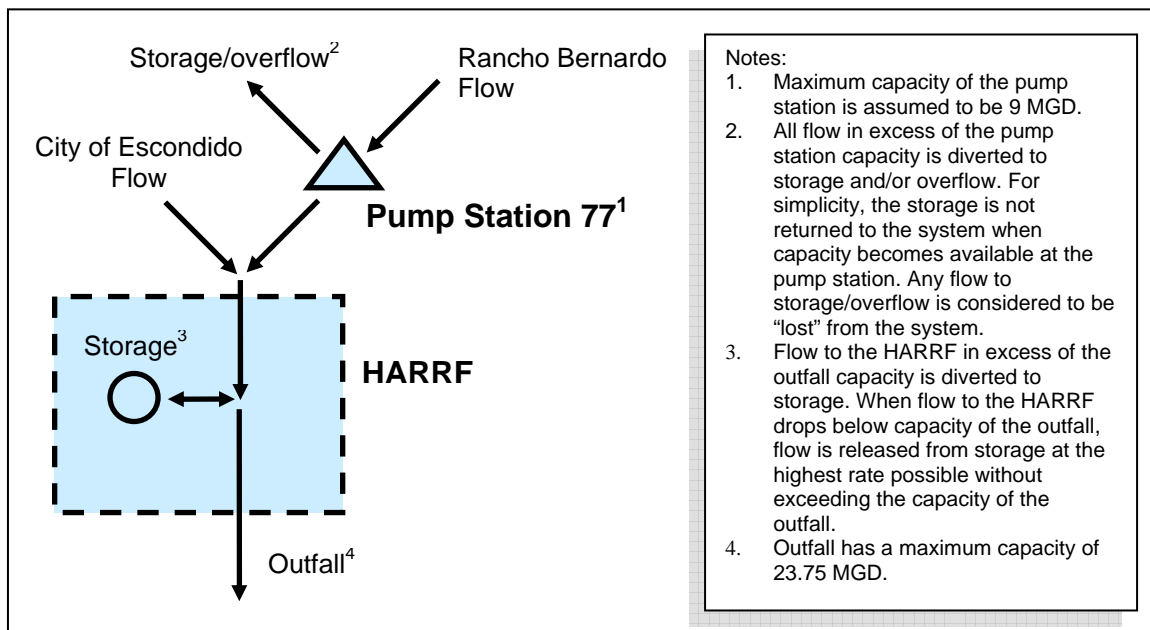 Storage/overflow2
Rancho Bernardo
Flow
City of Escondido
Flow
Pump Station 771
Storage3
HARRF
Outfall4
Notes:
1. Maximum capacity of the pump
station is assumed to be 9 MGD.
2. All flow in excess of the pump
station capacity is diverted to
storage and/or overflow. For
simplicity, the storage is not
returned to the system when
capacity becomes available at the
pump station. Any flow to
storage/overflow is considered to be
“lost” from the system.
3. Flow to the HARRF in excess of the
outfall capacity is diverted to
storage. When flow to the HARRF
drops below capacity of the outfall,
flow is released from storage at the
highest rate possible without
exceeding the capacity of the
outfall.
4. Outfall has a maximum capacity of
23.75 MGD.